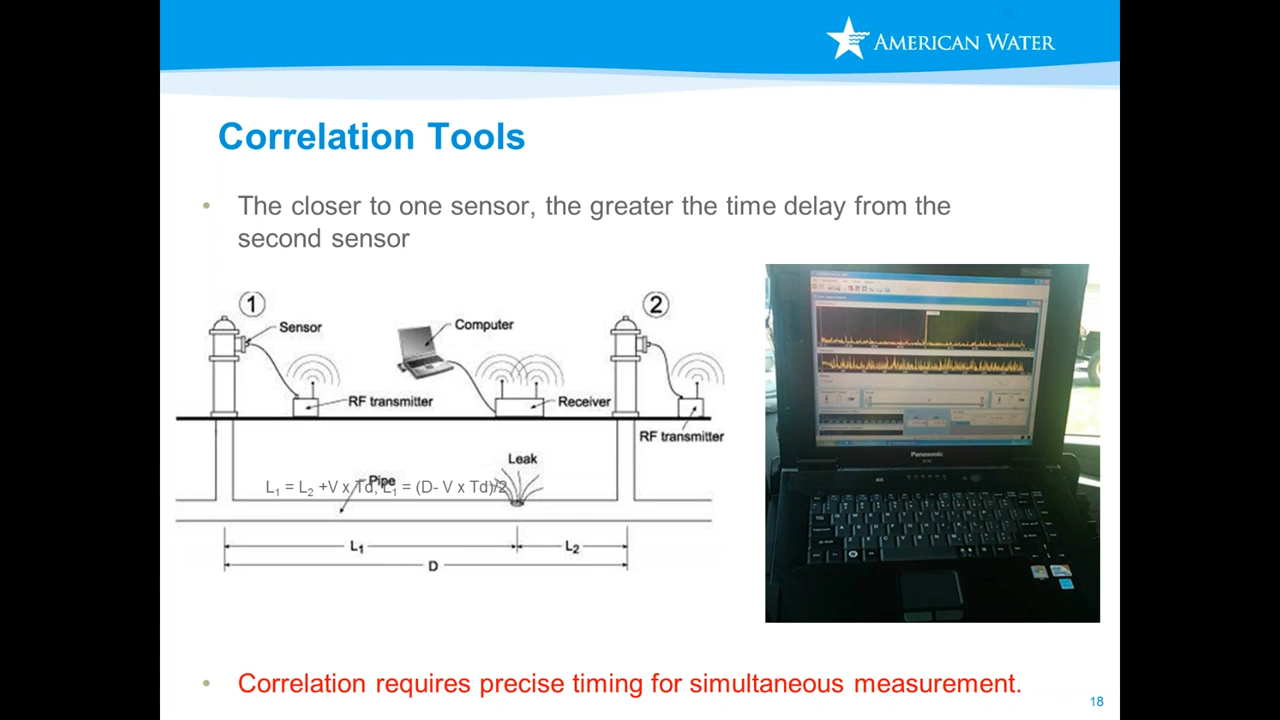 AMERICAN WATER
Correlation Tools
• The closer to one sensor, the greater the time delay from the
second sensor
1
2
Sensor
Computer
RF transmitter
Receiver
RF transmitter
Leak
Pipe
L₁ = L₂ +V x Td, L₁ = (D- V x Td)/2
L₁
L₂
D
Panasonic
• Correlation requires precise timing for simultaneous measurement.
18